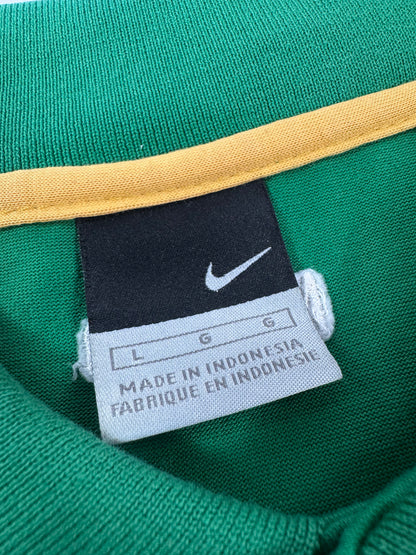 L G G
MADE IN INDONESIA
FABRIQUE EN INDONESIE